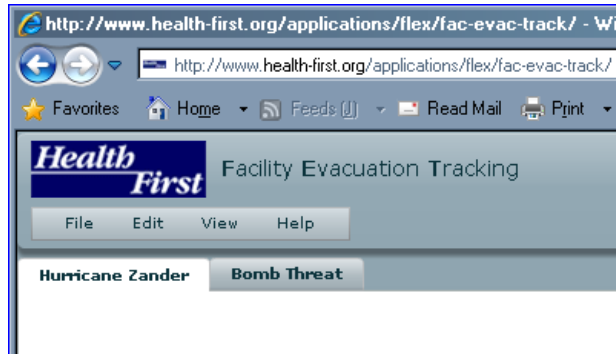 http://www.health-first.org/applications/flex/fac-evac-track/ - Wi
http://www.health-first.org/applications/flex/fac-evac-track/
Favorites Home Feeds (J) Read Mail Print
Health First Facility Evacuation Tracking
File Edit View Help
Hurricane Zander Bomb Threat